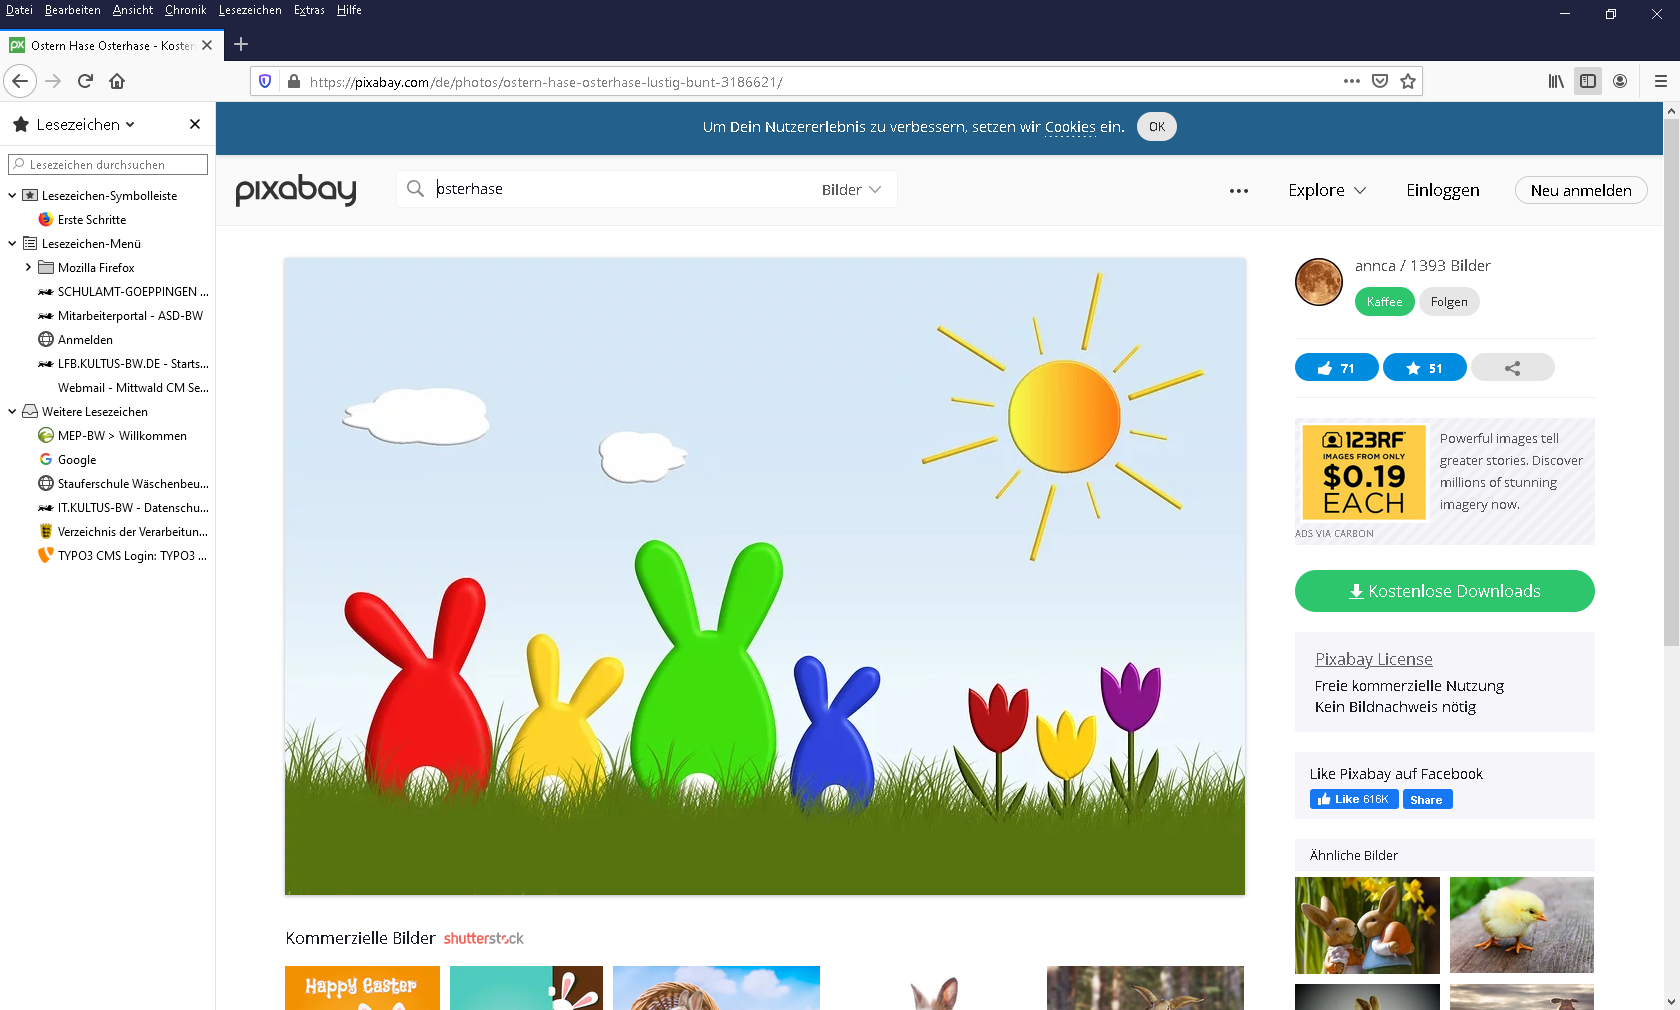 Datei Bearbeiten Ansicht Chronik Lesezeichen Extras Hilfe
px Ostern Hase Osterhase - Koste
https://pixabay.com/de/photos/ostern-hase-osterhase-lustig-bunt-3186621/
Lesezeichen
Lesezeichen durchsuchen
Lesezeichen-Symbolleiste
Erste Schritte
Lesezeichen-Menü
Mozilla Firefox
SCHULAMT-GOEPPINGEN ...
Mitarbeiterportal - ASD-BW
Anmelden
LFB.KULTUS-BW.DE - Starts...
Webmail - Mittwald CM Se...
Weitere Lesezeichen
MEP-BW > Willkommen
Google
Stauferschule Wäschenbeu...
IT.KULTUS-BW - Datenschu...
Verzeichnis der Verarbeitun...
TYPO3 CMS Login: TYPO3 ...
Um Dein Nutzererlebnis zu verbessern, setzen wir Cookies ein. OK
pixabay osterhase Bilder ••• Explore Einloggen Neu anmelden
annca / 1393 Bilder
Kaffee Folgen
71 51
123RF
IMAGES FROM ONLY
$0.19
EACH
Powerful images tell
greater stories. Discover
millions of stunning
imagery now.
ADS VIA CARBON
Kostenlose Downloads
Pixabay License
Freie kommerzielle Nutzung
Kein Bildnachweis nötig
Like Pixabay auf Facebook
Like 616K Share
Ähnliche Bilder
Kommerzielle Bilder shutterstock
Happy Easter